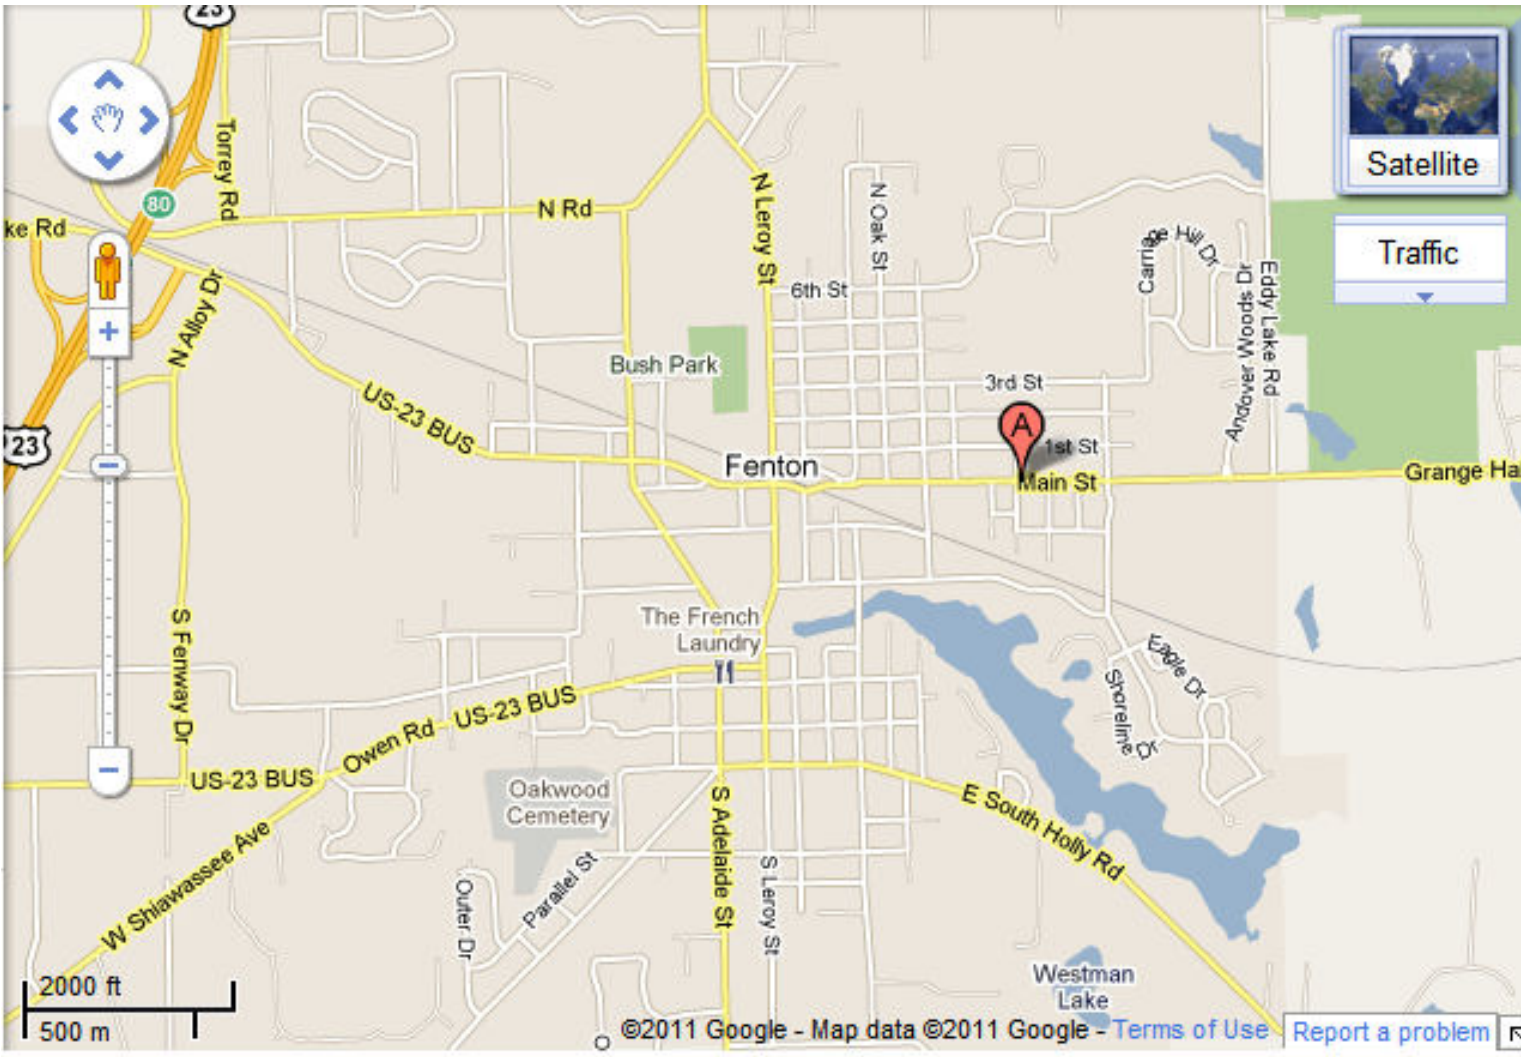 23
Satellite
Traffic
Torrey Rd
80
N Rd
ke Rd
N Leroy St
N Oak St
Carriage Hill Dr
Andover Woods Dr
Eddy Lake Rd
N Alloy Dr
6th St
Bush Park
3rd St
US-23 BUS
A
23
1st St
Fenton
Main St
Grange Hal
The French
Laundry
S Fenway Dr
Eagle Dr
Shoreline Dr
US-23 BUS
Owen Rd
US-23 BUS
Oakwood
Cemetery
E South Holly Rd
S Adelaide St
S Leroy St
Parallel St
Outer Dr
W Shiawassee Ave
Westman
Lake
2000 ft
500 m
©2011 Google - Map data ©2011 Google - Terms of Use
Report a problem